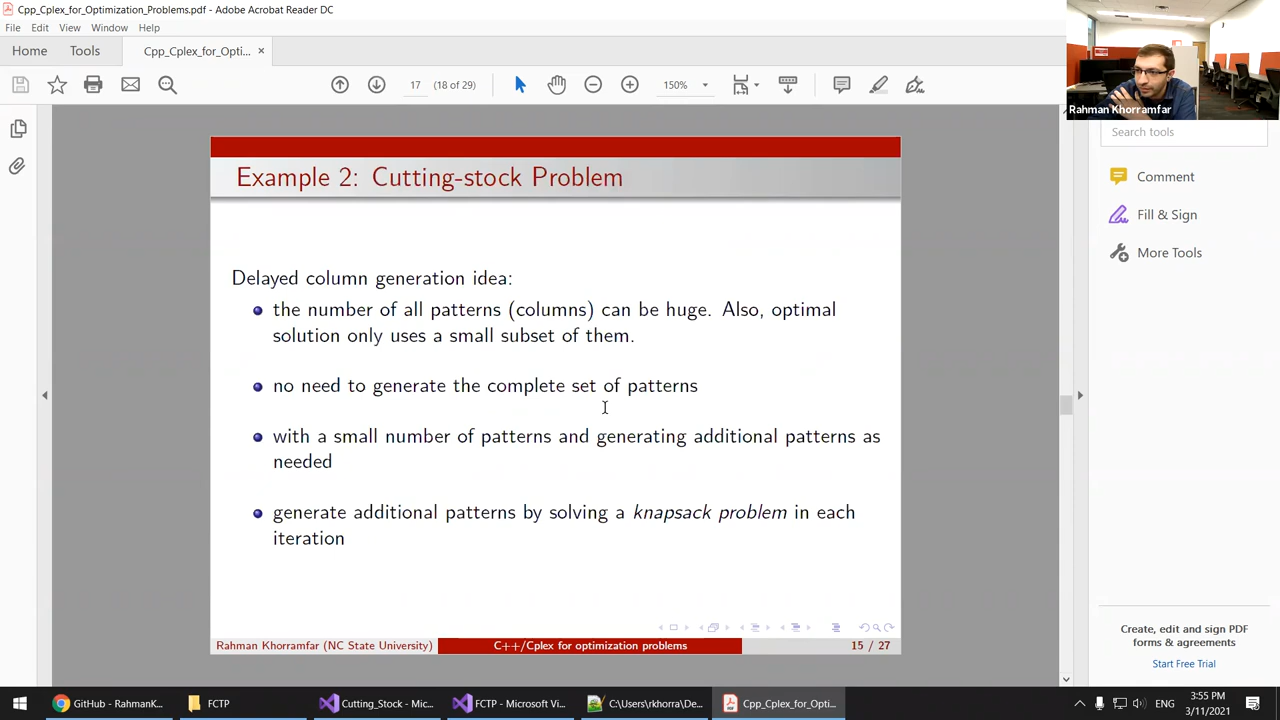 Cpp_Cplex_for_Optimization_Problems.pdf - Adobe Acrobat Reader DC
File Edit View Window Help
Home Tools Cpp_Cplex_for_Opti... ×
17 (18 of 29) 150%
Rahman Khorramfar
Search tools
Comment
Fill & Sign
More Tools
Example 2: Cutting-stock Problem
Delayed column generation idea:
the number of all patterns (columns) can be huge. Also, optimal
solution only uses a small subset of them.
no need to generate the complete set of patterns
with a small number of patterns and generating additional patterns as
needed
generate additional patterns by solving a knapsack problem in each
iteration
Rahman Khorramfar (NC State University) C++/Cplex for optimization problems 15 / 27
Create, edit and sign PDF
forms & agreements
Start Free Trial
GitHub - RahmanK... FCTP Cutting_Stock - Mic... FCTP - Microsoft Vi... C:\Users\rkhorra\De... Cpp_Cplex_for_Opti... ENG 3:55 PM
3/11/2021